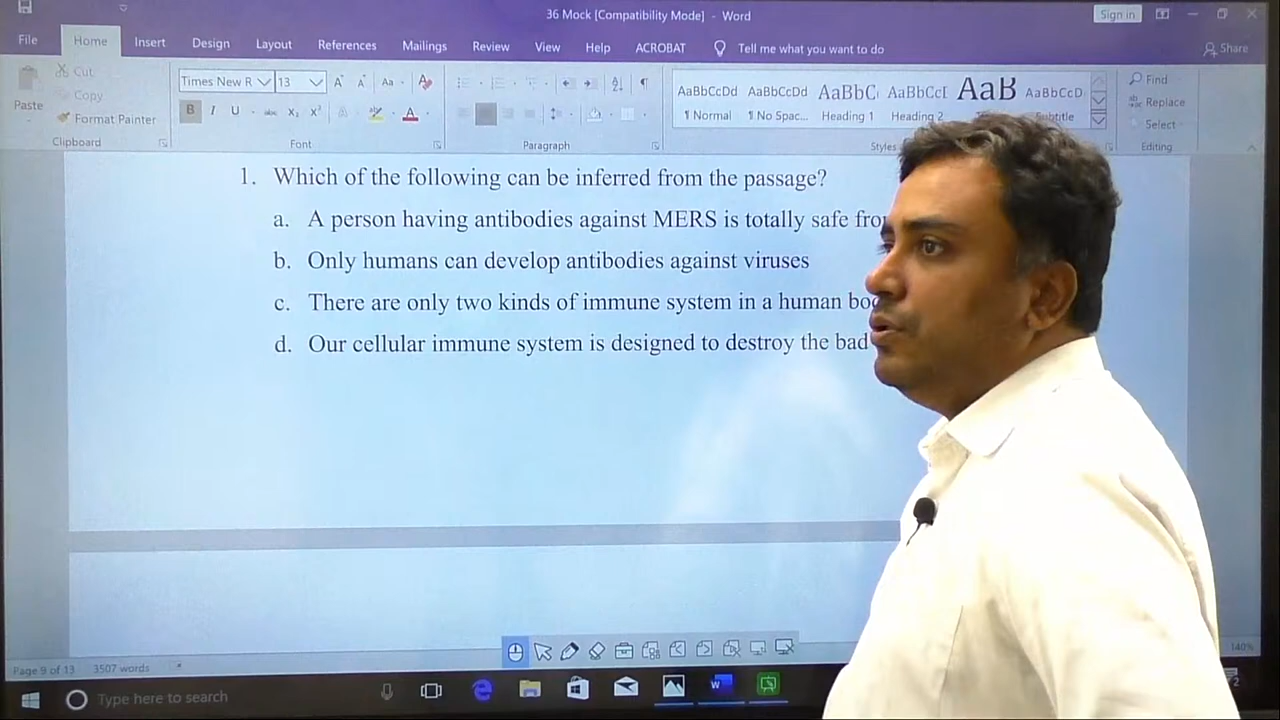 36 Mock [Compatibility Mode] - Word
Sign in
File Home Insert Design Layout References Mailings Review View Help ACROBAT Tell me what you want to do Share
Cut
Copy
Format Painter
Paste
Clipboard
Times New R 13
Font
Paragraph
AaBbCcDd AaBbCcDd AaBbC AaBbCcI AaB AaBbCcD
¶ Normal ¶ No Spac... Heading 1 Heading 2
Styles
Find
Replace
Select
Editing
1. Which of the following can be inferred from the passage?
a. A person having antibodies against MERS is totally safe
b. Only humans can develop antibodies against viruses
c. There are only two kinds of immune system in a human
d. Our cellular immune system is designed to destroy the bad
Page 9 of 13 3507 words
140%
Type here to search